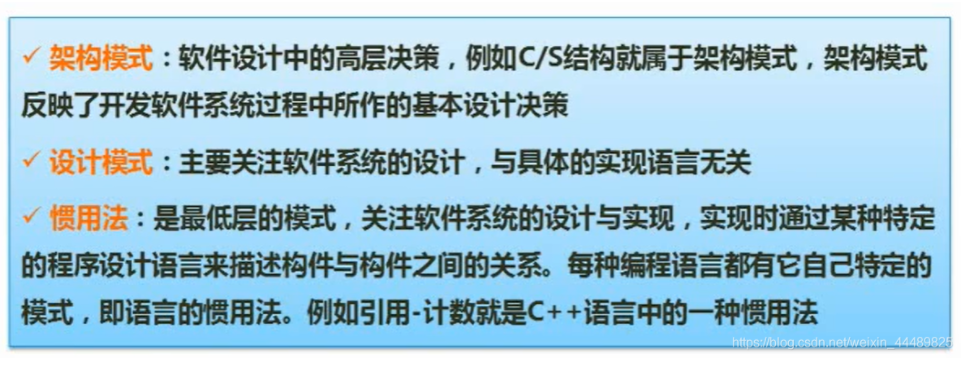 ✓ 架构模式：软件设计中的高层决策，例如C/S结构就属于架构模式，架构模式
反映了开发软件系统过程中所作的基本设计决策
✓ 设计模式：主要关注软件系统的设计，与具体的实现语言无关
✓ 惯用法：是最低层的模式，关注软件系统的设计与实现，实现时通过某种特定
的程序设计语言来描述构件与构件之间的关系。每种编程语言都有它自己特定的
模式，即语言的惯用法。例如引用-计数就是C++语言中的一种惯用法
https://blog.csdn.net/weixin_44489825